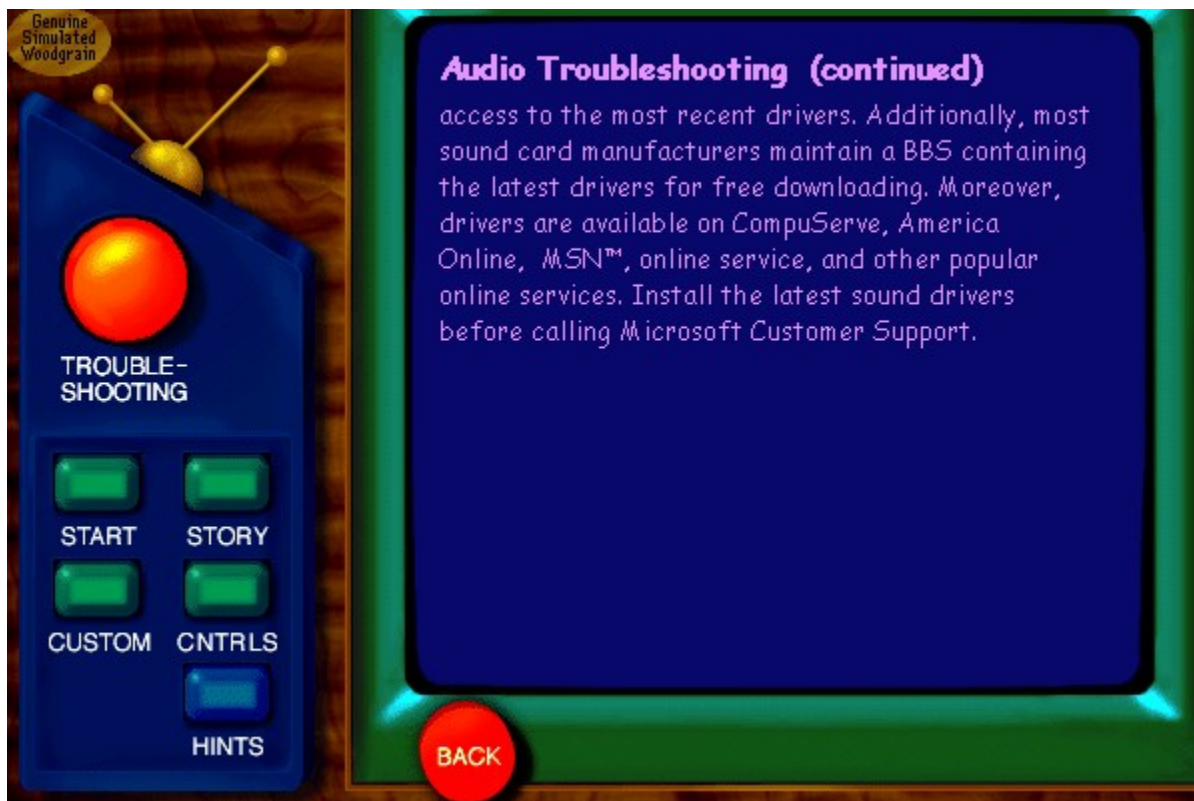 Genuine
Simulated
Woodgrain
TROUBLE-
SHOOTING
START STORY
CUSTOM CNTRLS
HINTS
Audio Troubleshooting (continued)
access to the most recent drivers. Additionally, most
sound card manufacturers maintain a BBS containing
the latest drivers for free downloading. Moreover,
drivers are available on CompuServe, America
Online, MSN™, online service, and other popular
online services. Install the latest sound drivers
before calling Microsoft Customer Support.
BACK